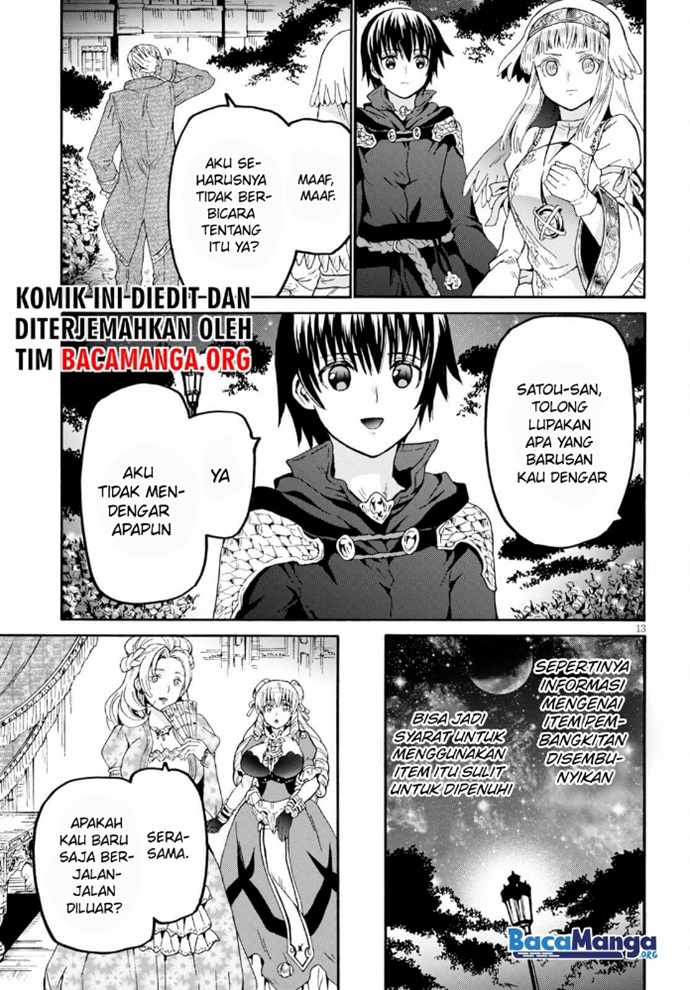 MAAF,
MAAF.
AKU SE-
HARUSNYA
TIDAK BER-
BICARA
TENTANG
ITU YA?
KOMIK INI DIEDIT DAN
DITERJEMAHKAN OLEH
TIM BACAMANGA.ORG
SATOU-SAN,
TOLONG
LUPAKAN
APA YANG
BARUSAN
KAU DENGAR
YA
AKU
TIDAK MEN-
DENGAR
APAPUN
13
SEPERTINYA
INFORMASI
MENGENAI
ITEM PEM-
BANGKITAN
DISEMBU-
NYIKAN
BISA JADI
SYARAT UNTUK
MENGGUNAKAN
ITEM ITU SULIT
UNTUK DIPENUHI
SERA-
SAMA.
APAKAH
KAU BARU
SAJA BER-
JALAN-
JALAN
DILUAR?
BacaManga
.ORG